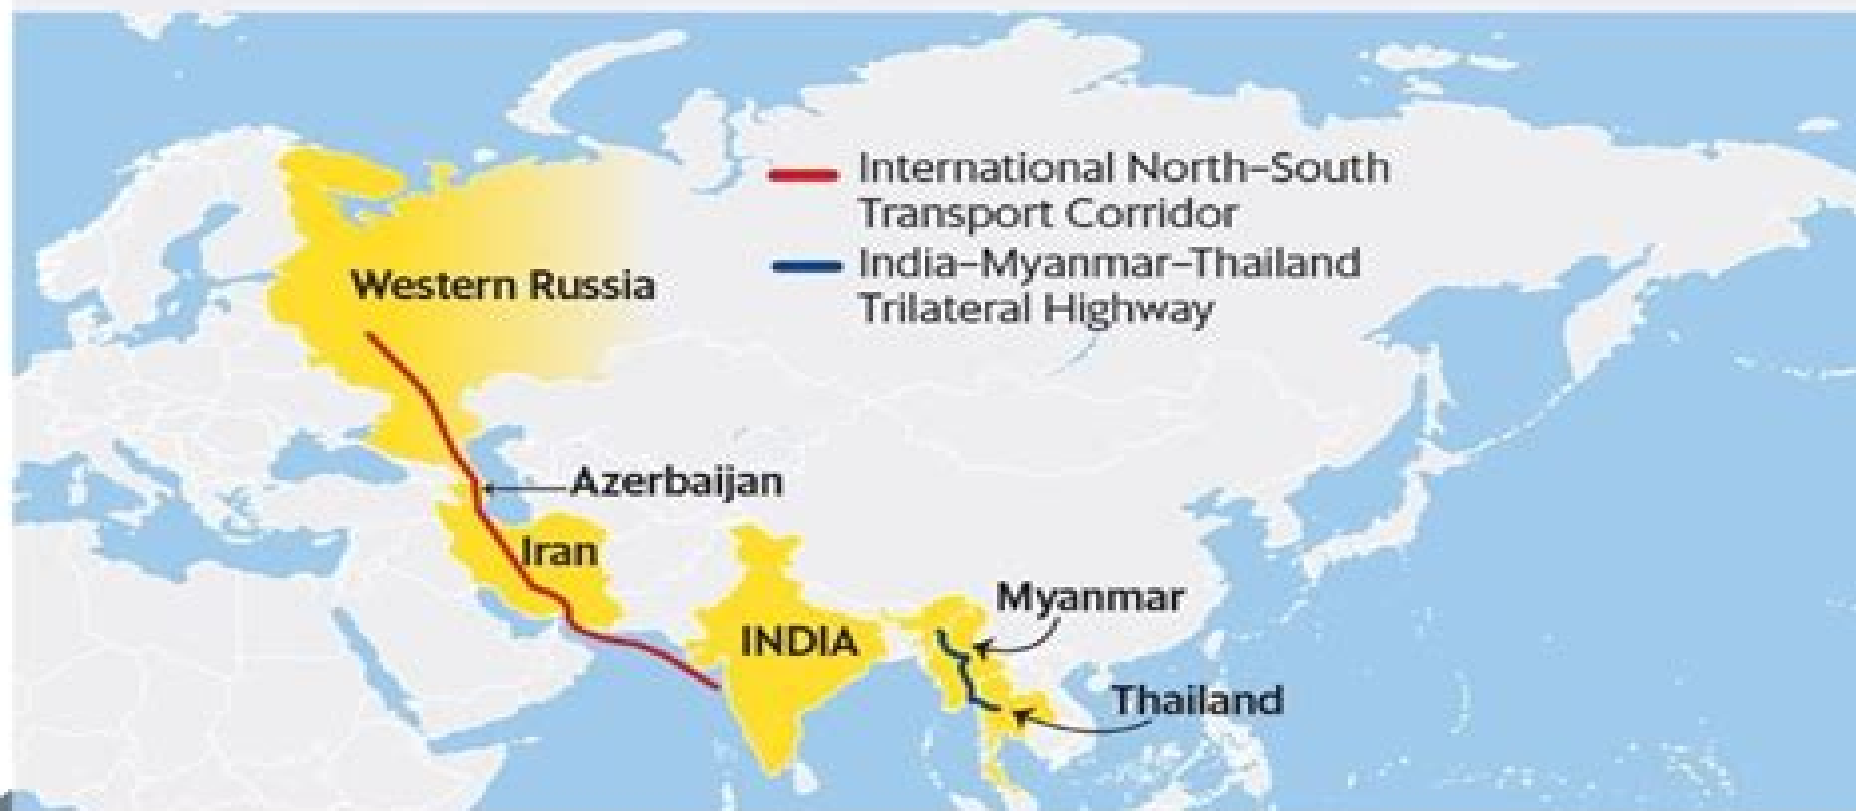 International North–South
Transport Corridor
India–Myanmar–Thailand
Trilateral Highway
Western Russia
Azerbaijan
Iran
INDIA
Myanmar
Thailand